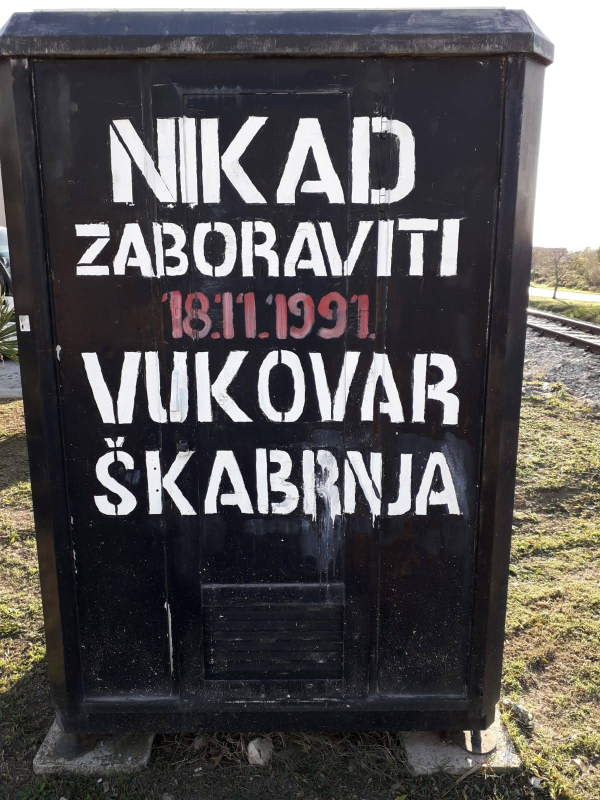 NIKAD
ZABORAVITI
18.11.1991.
VUKOVAR
ŠKABRNJA